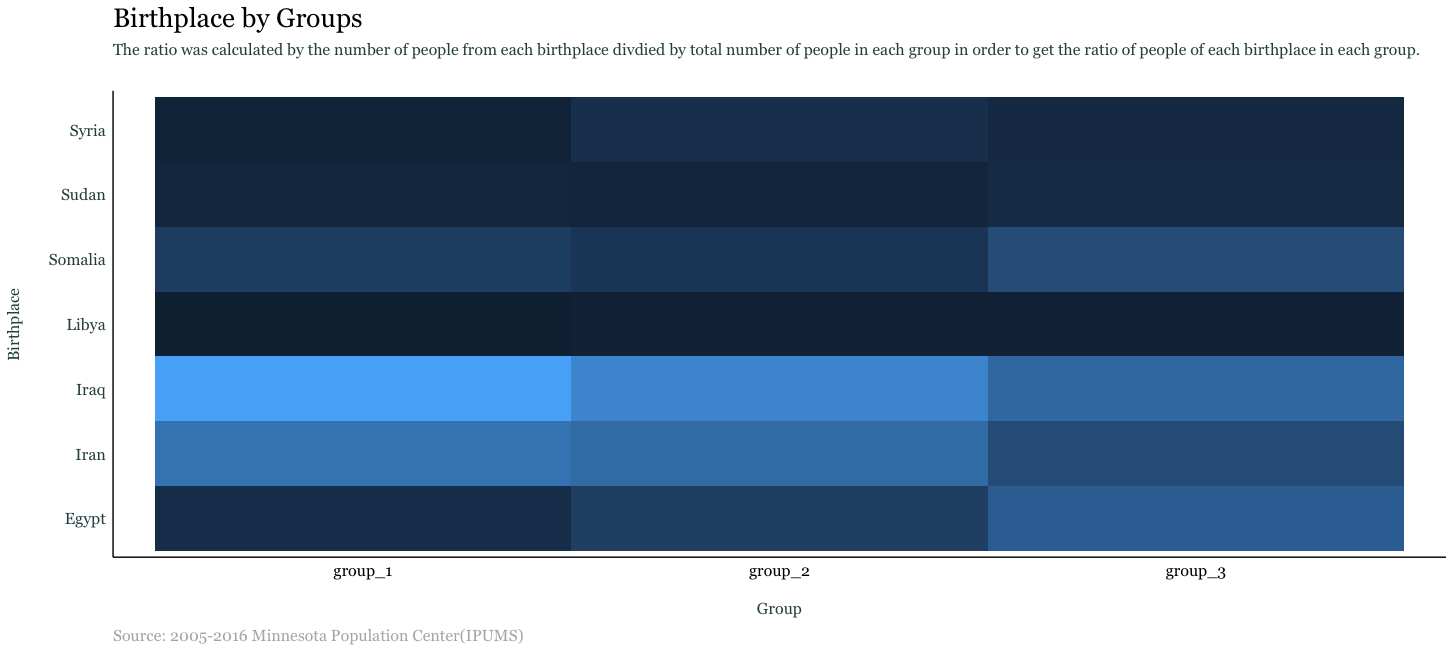 Birthplace by Groups
The ratio was calculated by the number of people from each birthplace divdied by total number of people in each group in order to get the ratio of people of each birthplace in each group.
Syria
Sudan
Somalia
Libya
Iraq
Iran
Egypt
Birthplace
group_1 group_2 group_3
Group
Source: 2005-2016 Minnesota Population Center(IPUMS)